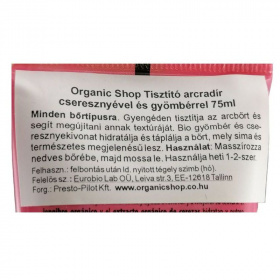 Organic Shop Tisztító arcradír
cseresznyével és gyömbérrel 75ml
Minden bőrtípusra. Gyengéden tisztítja az arcbőrt és
segít megújítani annak textúráját. Bio gyömbér és cse-
resznyekivonat hidratálja és táplálja a bőrt, mely sima és
természetes megjelenésű lesz. Használat: Masszírozza
nedves bőrébe, majd mossa le. Használja heti 1-2-szer.
Felhaszn.: felbontás után ld. nyitott tégely szimb (hó).
Felelős sz.: Eurobio Lab OÜ, Leiva str.3, EE-12618 Tallinn
Forg.: Presto-Pilot Kft. www.organicshop.co.hu